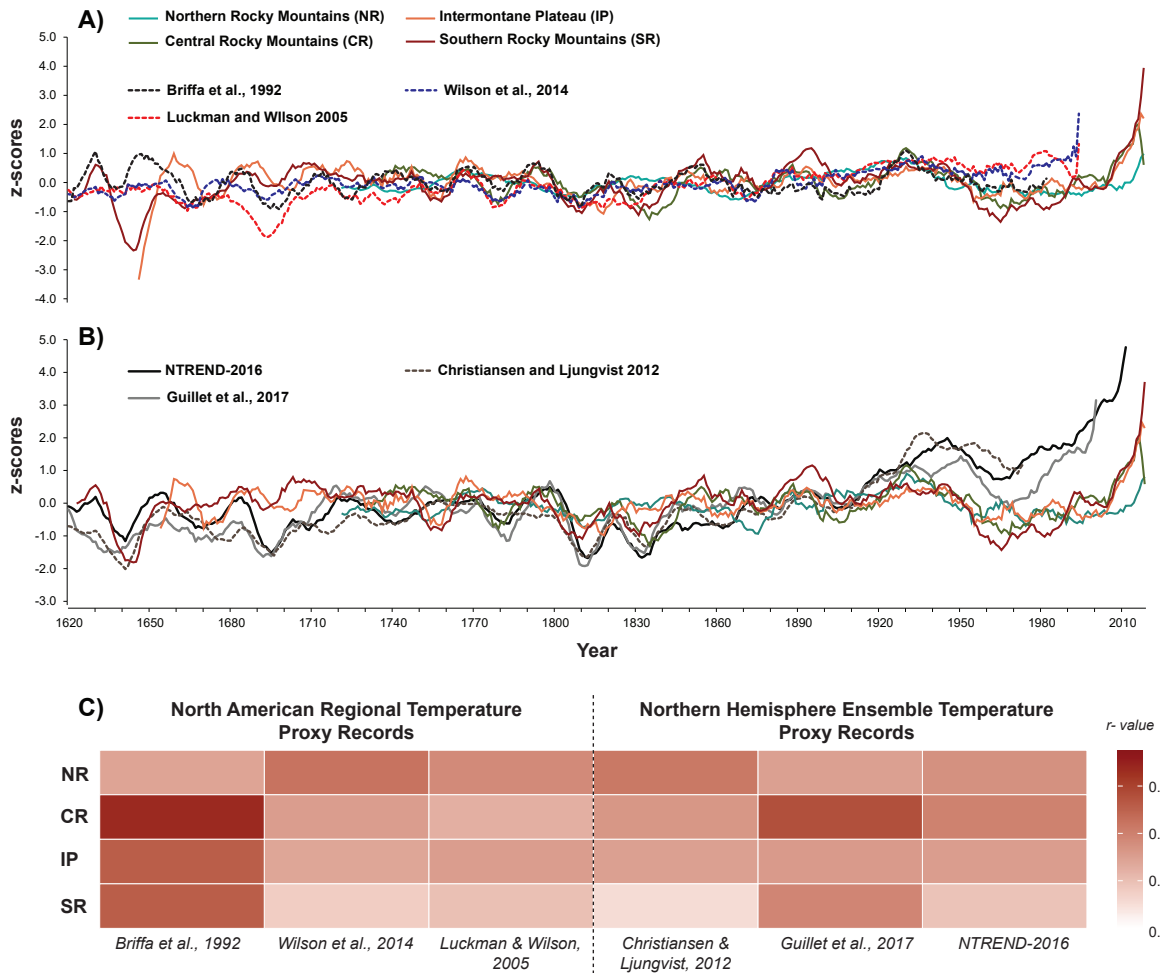 A)
Northern Rocky Mountains (NR)
Intermontane Plateau (IP)
Central Rocky Mountains (CR)
Southern Rocky Mountains (SR)
Briffa et al., 1992
Wilson et al., 2014
Luckman and WIlson 2005
z-scores
5.0
4.0
3.0
2.0
1.0
0.0
-1.0
-2.0
-3.0
-4.0
B)
NTREND-2016
Christiansen and Ljungvist 2012
Guillet et al., 2017
z-scores
5.0
4.0
3.0
2.0
1.0
0.0
-1.0
-2.0
-3.0
1620 1650 1680 1710 1740 1770 1800 1830 1860 1890 1920 1950 1980 2010
Year
C)
North American Regional Temperature
Proxy Records
Northern Hemisphere Ensemble Temperature
Proxy Records
r- value
NR
CR
IP
SR
0.
0.
0.
0.
Briffa et al., 1992
Wilson et al., 2014
Luckman & Wilson,
2005
Christiansen &
Ljungvist, 2012
Guillet et al., 2017
NTREND-2016